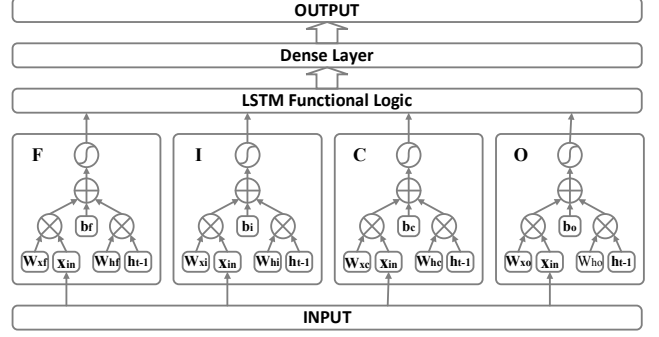 OUTPUT
Dense Layer
LSTM Functional Logic
F I C O
bf bi bc bo
Wxf xin Whf ht-1 Wxi xin Whi ht-1 Wxc xin Whc ht-1 Wxo xin Who ht-1
INPUT